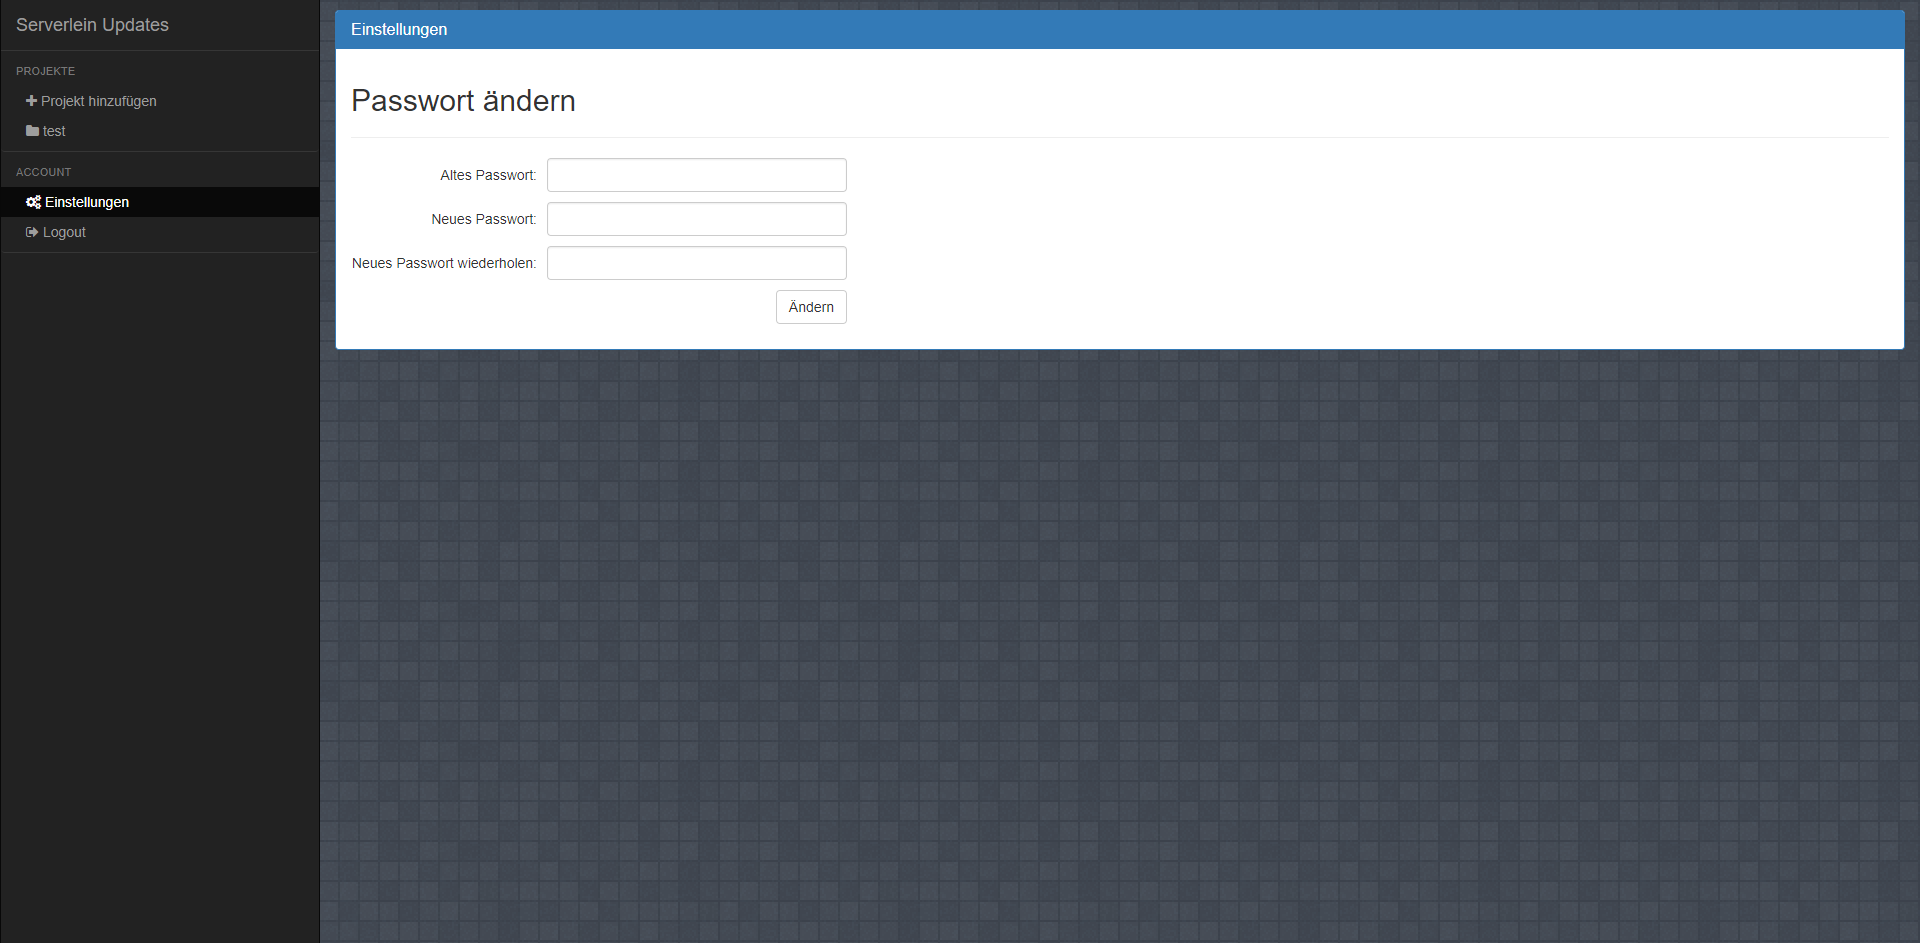 Serverlein Updates
PROJEKTE
Projekt hinzufügen
test
ACCOUNT
Einstellungen
Logout
Einstellungen
Passwort ändern
Altes Passwort:
Neues Passwort:
Neues Passwort wiederholen:
Ändern